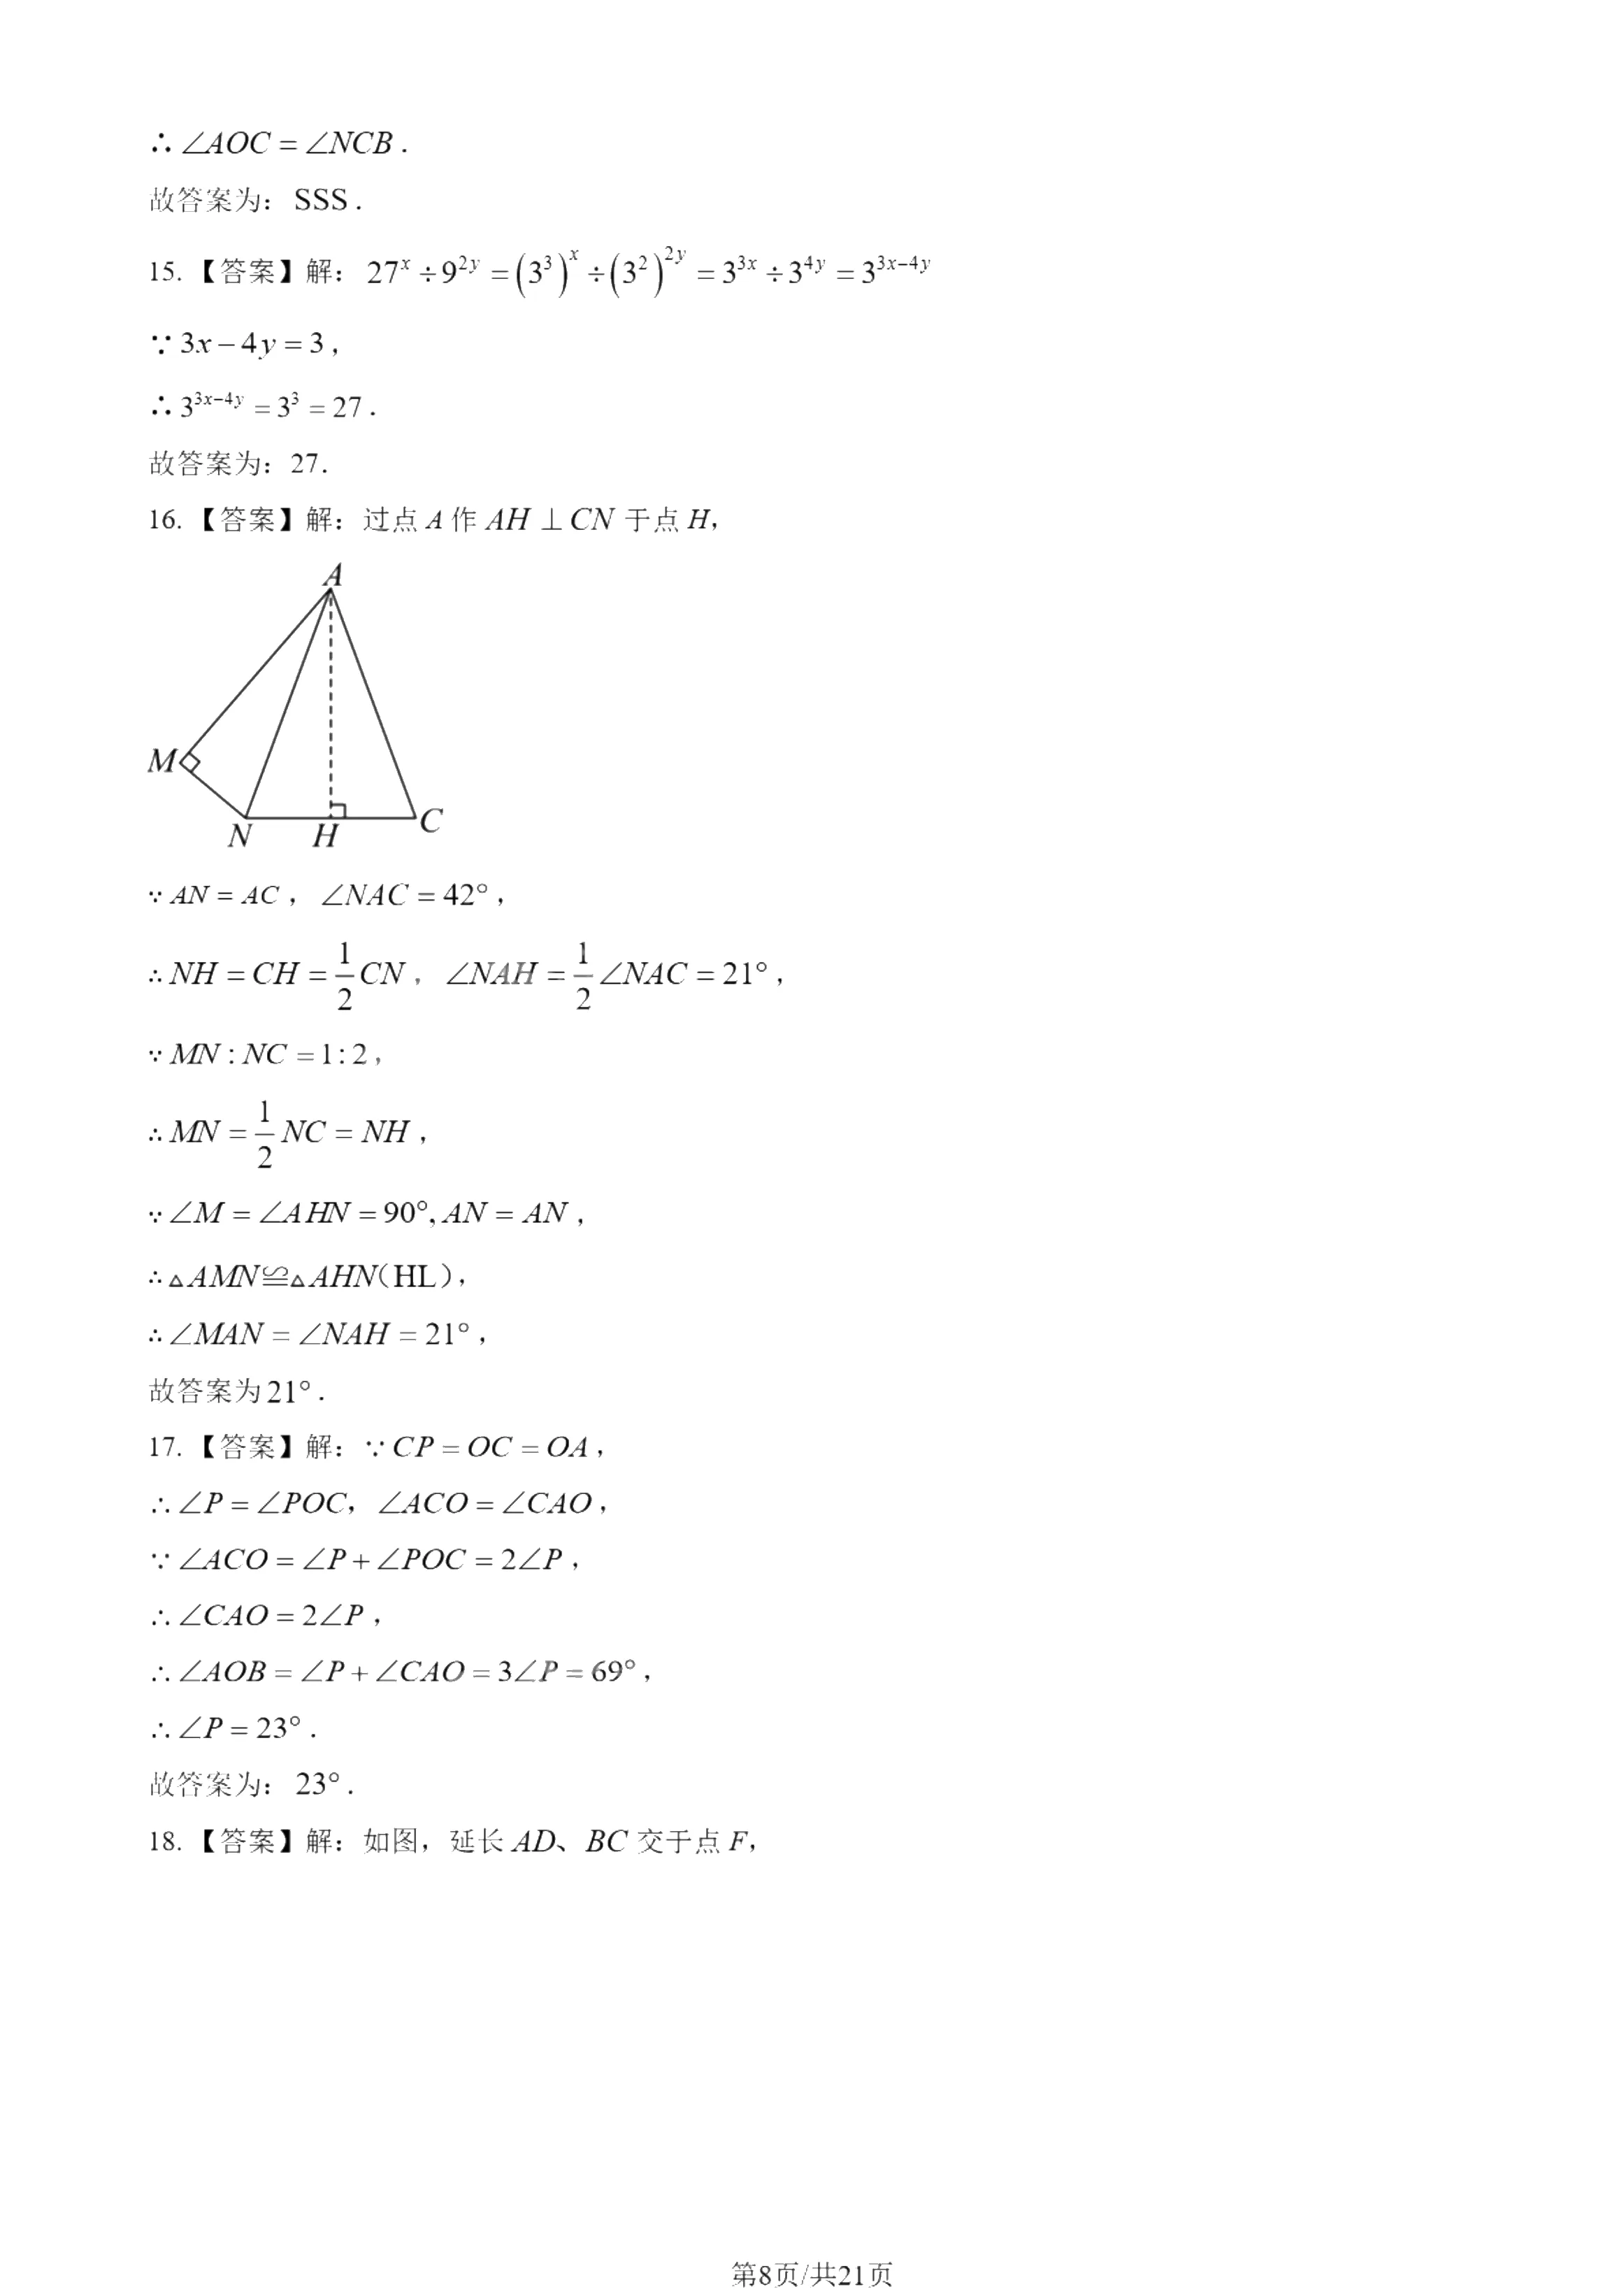 ∴∠AOC = ∠NCB .
故答案为：SSS .
15. 【答案】解：27^x ÷ 9^{2y} = (3^3)^x ÷ (3^2)^{2y} = 3^{3x} ÷ 3^{4y} = 3^{3x−4y}
∵ 3x − 4y = 3 ,
∴ 3^{3x−4y} = 3^3 = 27 .
故答案为：27.
16. 【答案】解：过点 A 作 AH ⊥ CN 于点 H，
A
M
N H C
∵ AN = AC ，∠NAC = 42° ,
∴ NH = CH = 1/2 CN ，∠NAH = 1/2 ∠NAC = 21° ,
∵ MN : NC = 1 : 2 ,
∴ MN = 1/2 NC = NH ,
∵ ∠M = ∠AHN = 90°, AN = AN ,
∴ △AMN≌△AHN(HL) ,
∴ ∠MAN = ∠NAH = 21° ,
故答案为 21° .
17. 【答案】解：∵ CP = OC = OA ,
∴ ∠P = ∠POC，∠ACO = ∠CAO ,
∵ ∠ACO = ∠P + ∠POC = 2∠P ,
∴ ∠CAO = 2∠P ,
∴ ∠AOB = ∠P + ∠CAO = 3∠P = 69° ,
∴ ∠P = 23° .
故答案为：23° .
18. 【答案】解：如图，延长 AD、BC 交于点 F，
第8页/共21页